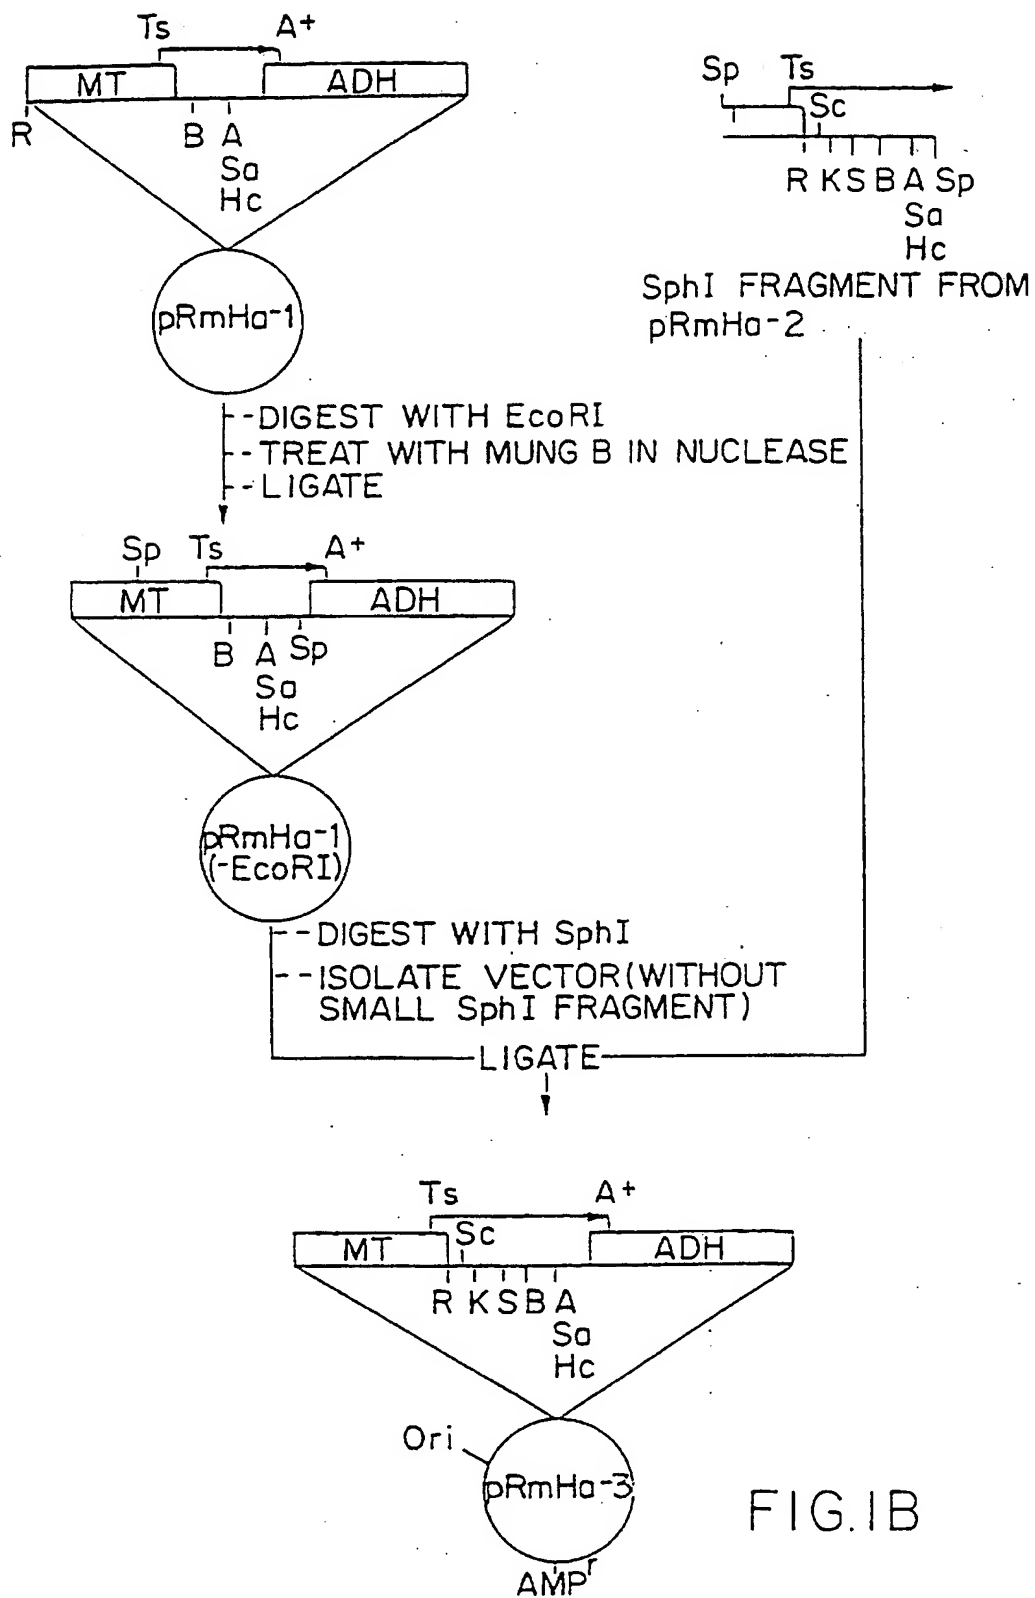 Ts A+
MT ADH
R B A
Sa
Hc
pRmHa-1
Sp Ts
Sc
R K S B A Sp
Sa
Hc
SphI FRAGMENT FROM
pRmHa-2
--DIGEST WITH EcoRI
--TREAT WITH MUNG B IN NUCLEASE
--LIGATE
Sp Ts A+
MT ADH
B A Sp
Sa
Hc
pRmHa-1
(-EcoRI)
--DIGEST WITH SphI
--ISOLATE VECTOR(WITHOUT
SMALL SphI FRAGMENT)
LIGATE
Ts A+
Sc
MT ADH
R K S B A
Sa
Hc
Ori
pRmHa-3
AMPr
FIG.1B